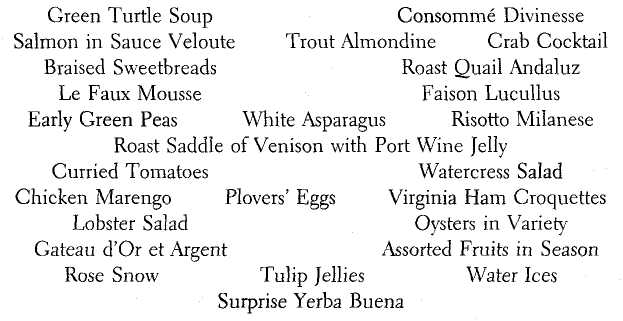 Green Turtle Soup Consommé Divinesse
Salmon in Sauce Veloute Trout Almondine Crab Cocktail
Braised Sweetbreads Roast Quail Andaluz
Le Faux Mousse Faison Lucullus
Early Green Peas White Asparagus Risotto Milanese
Roast Saddle of Venison with Port Wine Jelly
Curried Tomatoes Watercress Salad
Chicken Marengo Plovers' Eggs Virginia Ham Croquettes
Lobster Salad Oysters in Variety
Gateau d'Or et Argent Assorted Fruits in Season
Rose Snow Tulip Jellies Water Ices
Surprise Yerba Buena